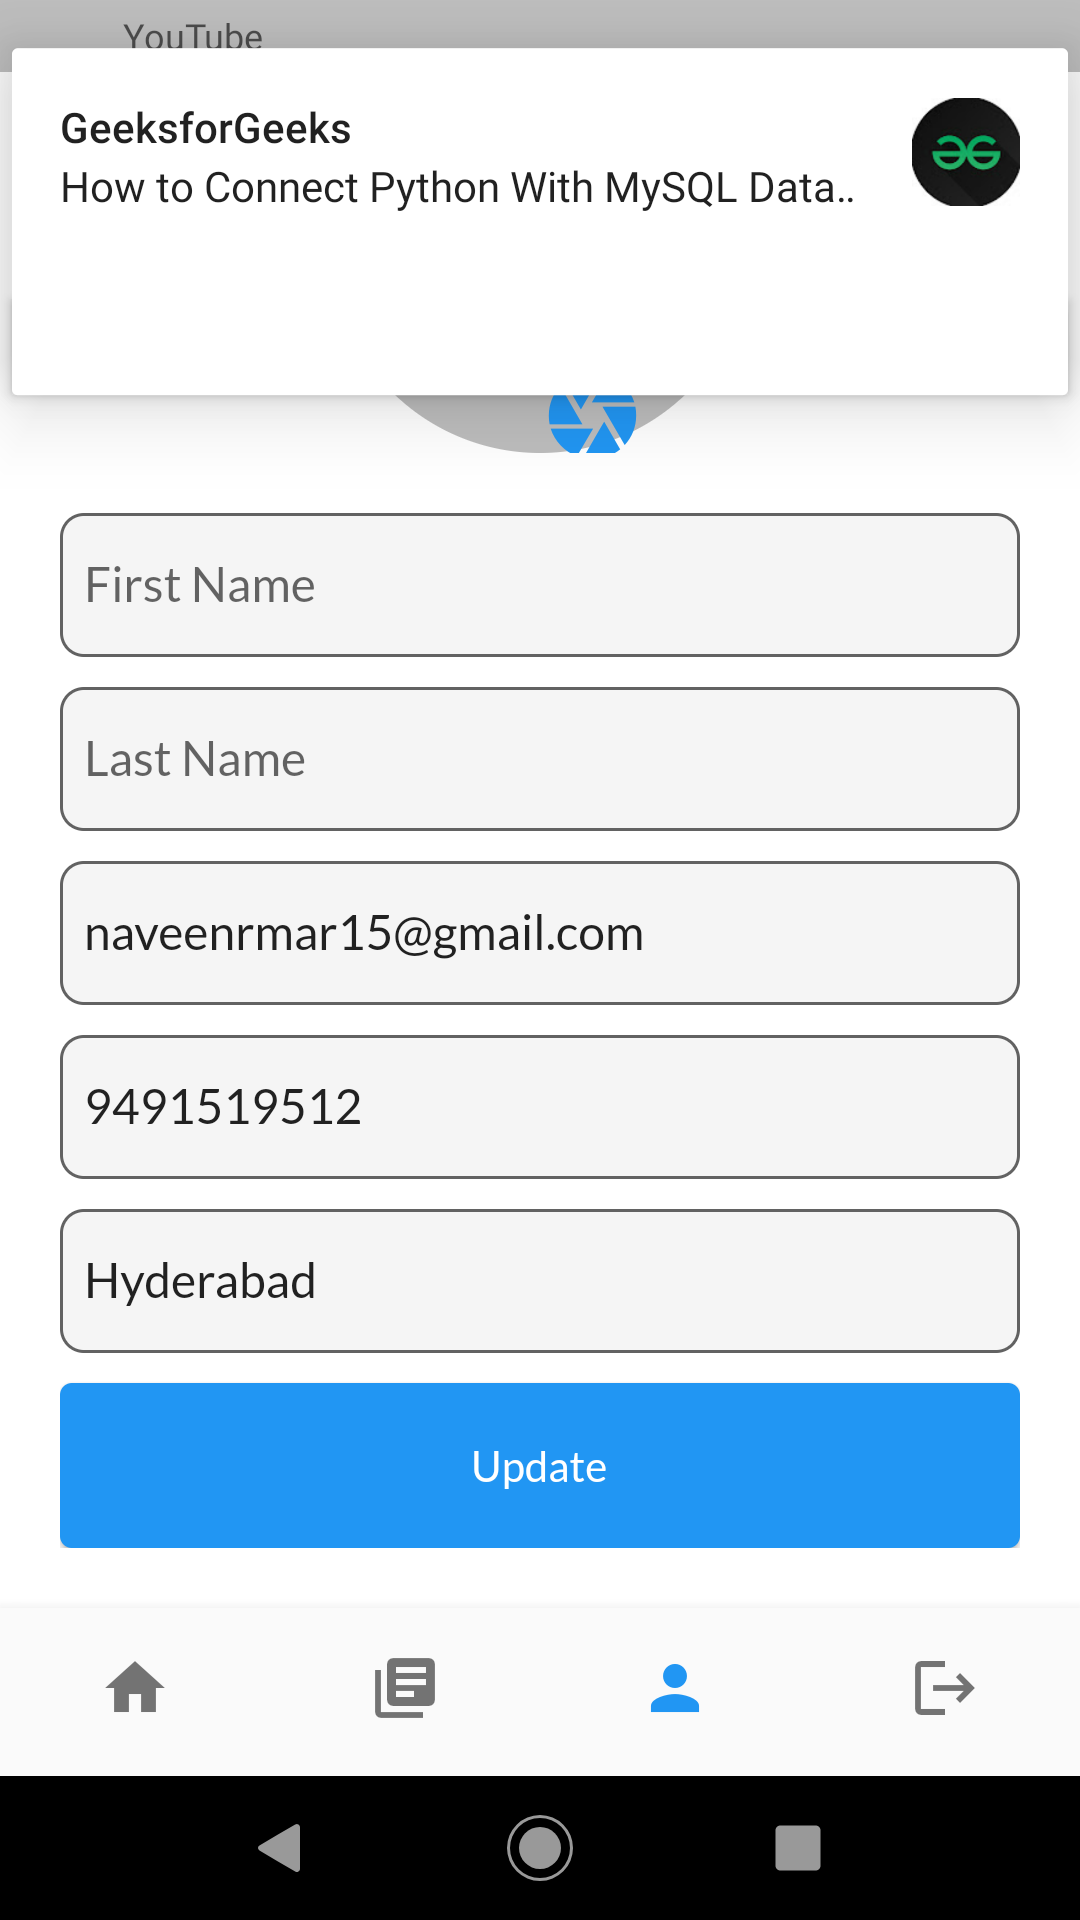 YouTube
GeeksforGeeks
How to Connect Python With MySQL Data..
First Name
Last Name
naveenrmar15@gmail.com
9491519512
Hyderabad
Update